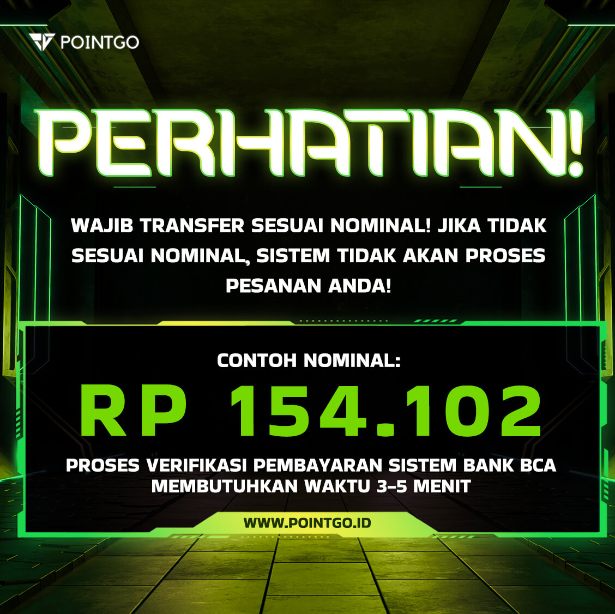 POINTGO
PERHATIAN!
WAJIB TRANSFER SESUAI NOMINAL! JIKA TIDAK
SESUAI NOMINAL, SISTEM TIDAK AKAN PROSES
PESANAN ANDA!
CONTOH NOMINAL:
RP 154.102
PROSES VERIFIKASI PEMBAYARAN SISTEM BANK BCA
MEMBUTUHKAN WAKTU 3-5 MENIT
WWW.POINTGO.ID